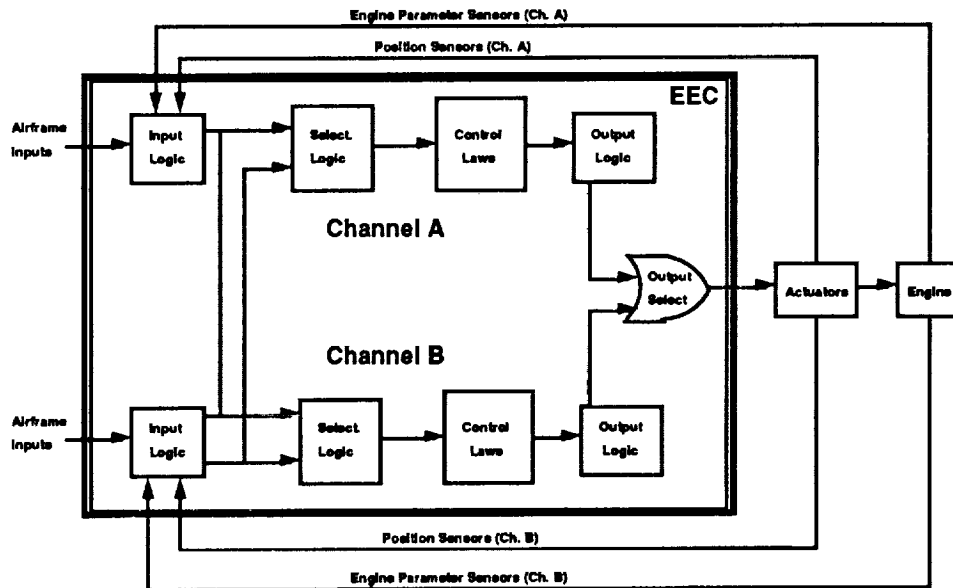 Engine Parameter Sensors (Ch. A)
Position Sensors (Ch. A)
EEC
Airframe
Inputs
Input
Logic
Select.
Logic
Control
Laws
Output
Logic
Channel A
Output
Select
Actuators
Engine
Channel B
Airframe
Inputs
Input
Logic
Select.
Logic
Control
Laws
Output
Logic
Position Sensors (Ch. B)
Engine Parameter Sensors (Ch. B)